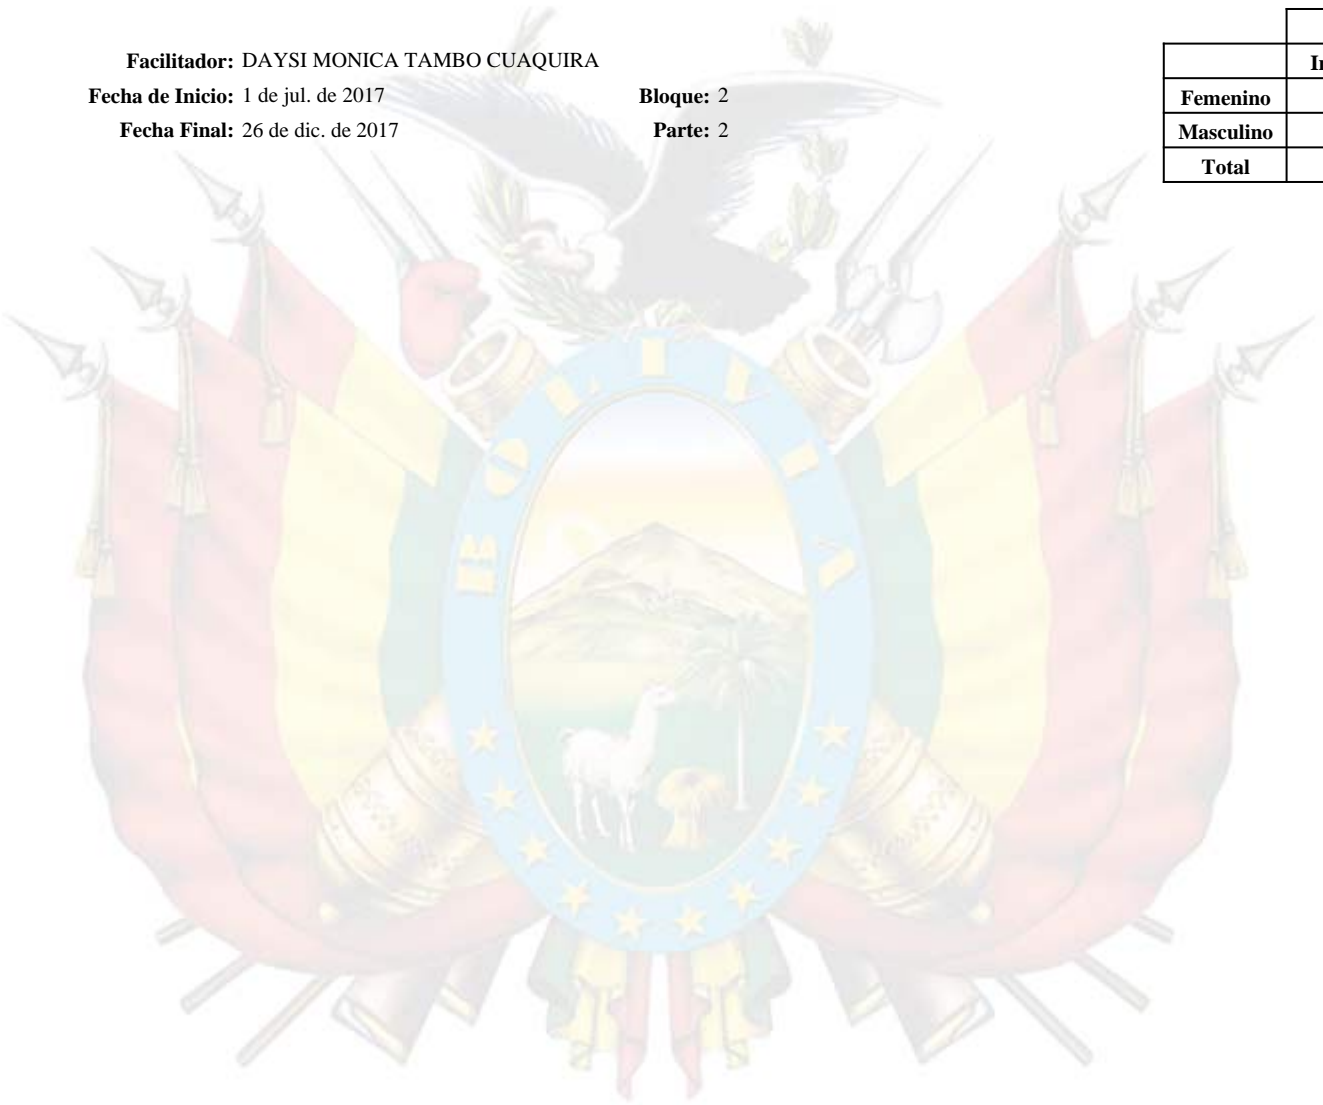 Facilitador: DAYSI MONICA TAMBO CUAQUIRA
Fecha de Inicio: 1 de jul. de 2017 Bloque: 2
Fecha Final: 26 de dic. de 2017 Parte: 2
Femenino
Masculino
Total
BOLIVIA